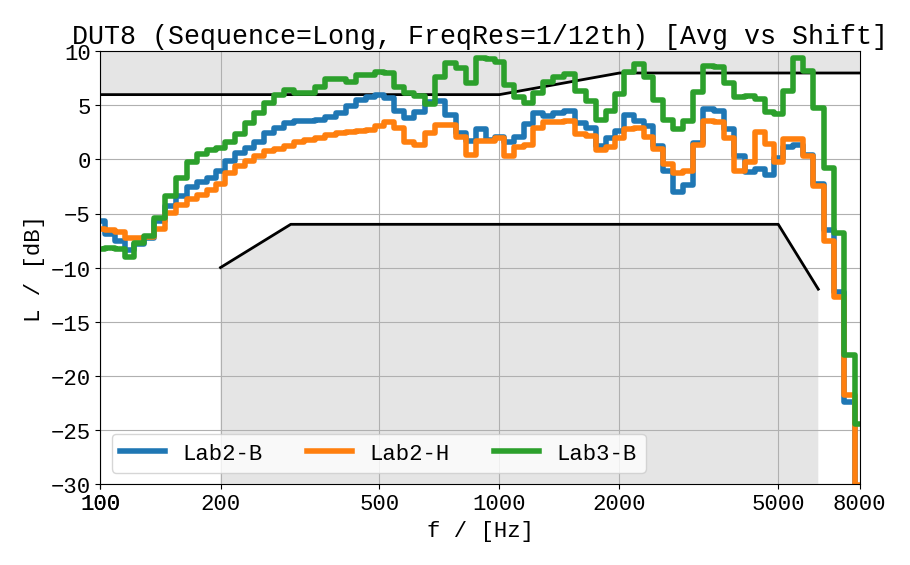 DUT8 (Sequence=Long, FreqRes=1/12th) [Avg vs Shift]
10
5
0
−5
−10
−15
−20
−25
−30
L / [dB]
Lab2-B Lab2-H Lab3-B
100 200 500 1000 2000 5000 8000
f / [Hz]